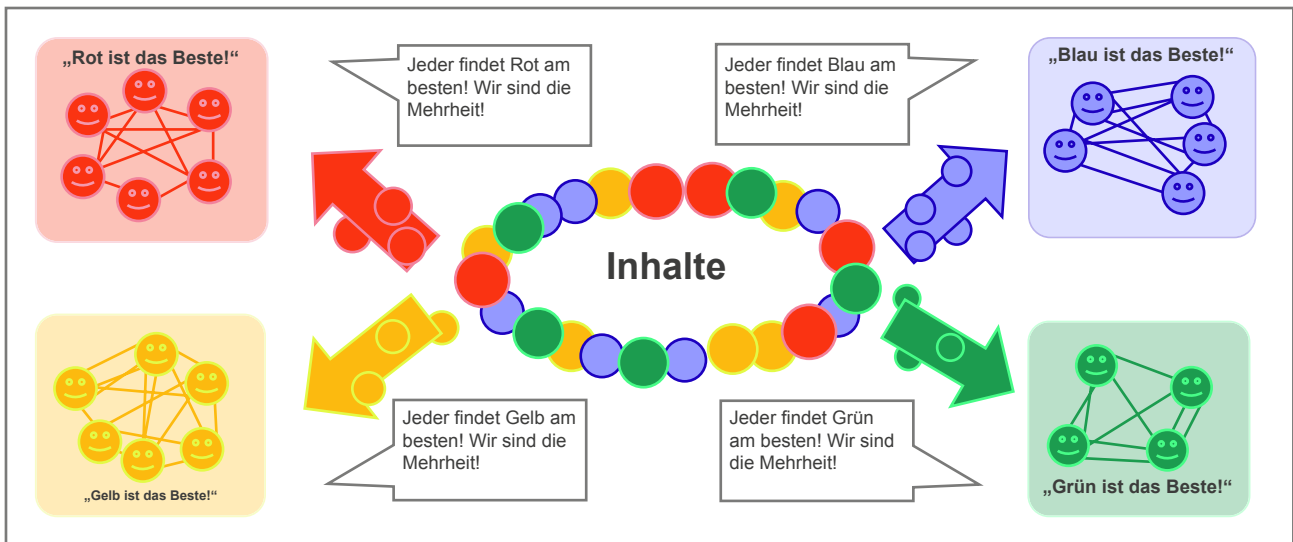 „Rot ist das Beste!“
Jeder findet Rot am
besten! Wir sind die
Mehrheit!
Jeder findet Blau am
besten! Wir sind die
Mehrheit!
„Blau ist das Beste!“
Inhalte
Jeder findet Gelb am
besten! Wir sind die
Mehrheit!
Jeder findet Grün
am besten! Wir sind
die Mehrheit!
„Gelb ist das Beste!“
„Grün ist das Beste!“